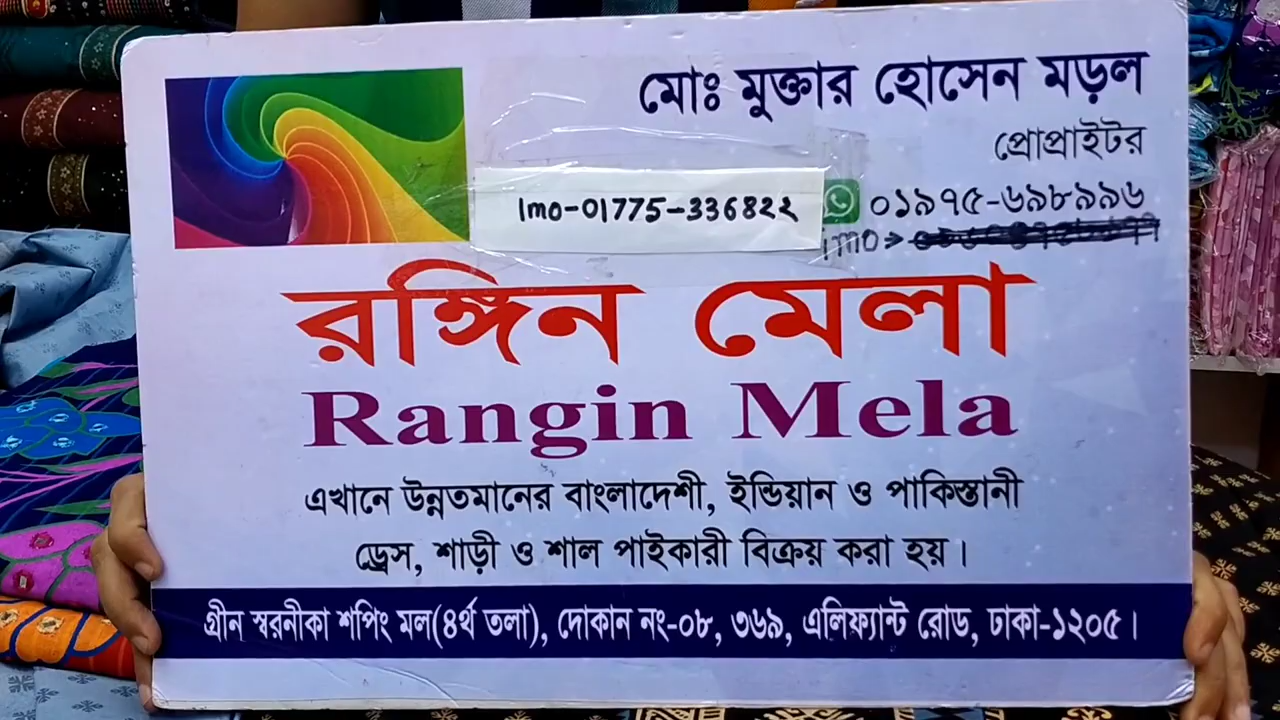 মোঃ মুক্তার হোসেন মড়ল
প্রোপ্রাইটর
০১৯৭৫-৬৯৮৯৯৬
Imo-01775-336822
imo >
রঙ্গিন মেলা
Rangin Mela
এখানে উন্নতমানের বাংলাদেশী, ইন্ডিয়ান ও পাকিস্তানী
ড্রেস, শাড়ী ও শাল পাইকারী বিক্রয় করা হয়।
গ্রীন স্বরনীকা শপিং মল(৪র্থ তলা), দোকান নং-০৮, ৩৬৯, এলিফ্যান্ট রোড, ঢাকা-১২০৫।